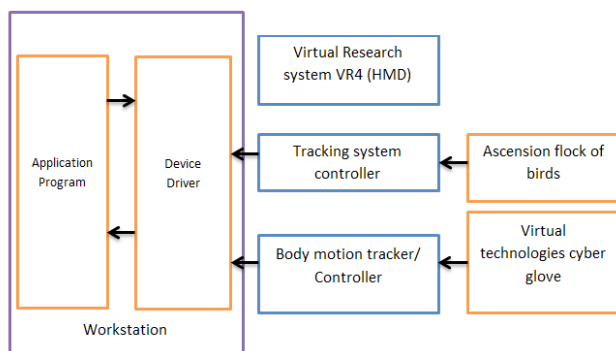 Virtual Research
system VR4 (HMD)
Application
Program
Device
Driver
Tracking system
controller
Ascension flock of
birds
Body motion tracker/
Controller
Virtual
technologies cyber
glove
Workstation